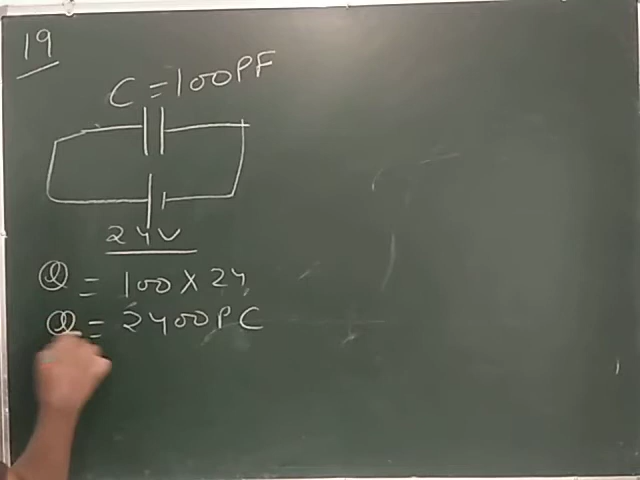 19
C = 100PF
24V
Q = 100 X 24
Q = 2400PC